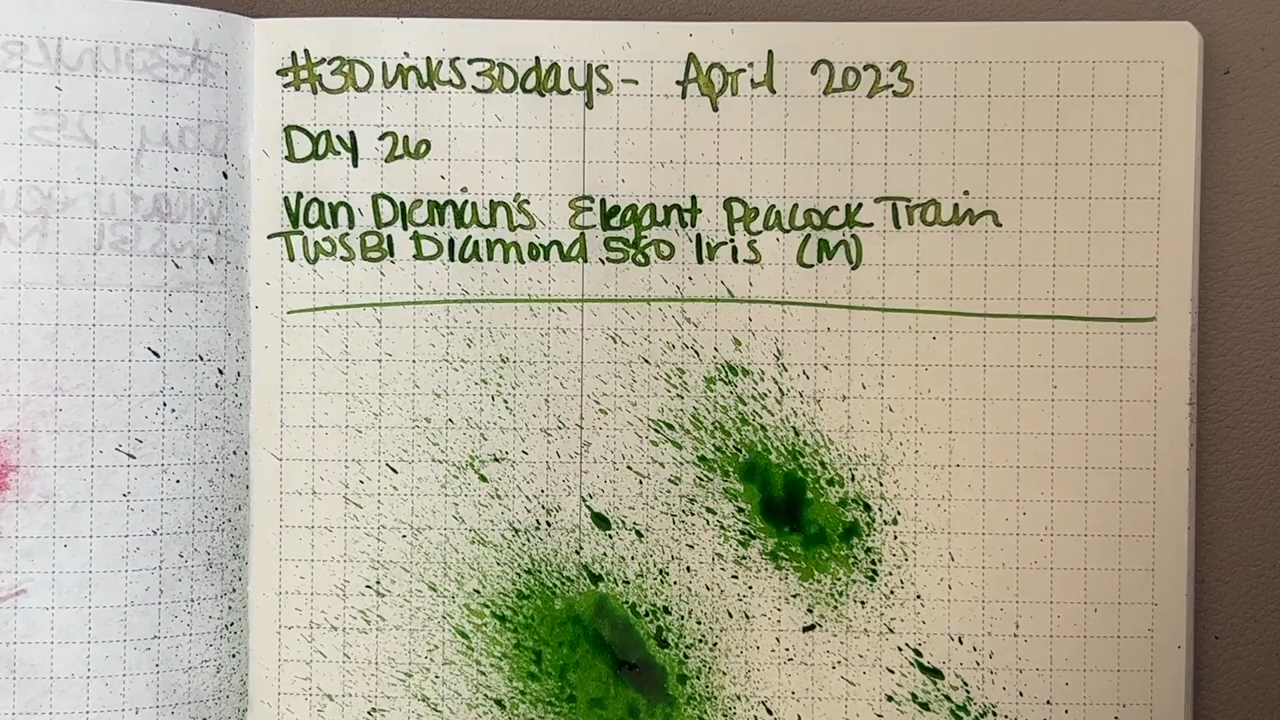 #30inks30days - April 2023
Day 26
Van Dieman's Elegant Peacock Train
TWSBI Diamond 580 Iris (M)